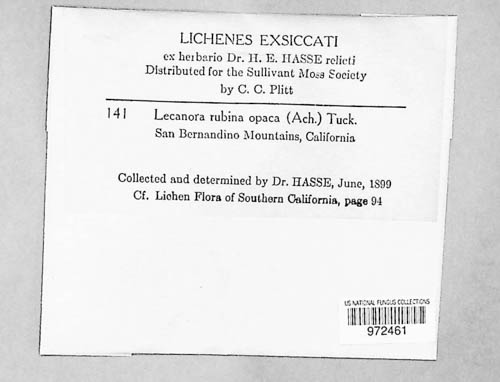 LICHENES EXSICCATI
ex herbario Dr. H. E. HASSE relicti
Distributed for the Sullivant Moss Society
by C. C. Plitt
141 Lecanora rubina opaca (Ach.) Tuck.
San Bernandino Mountains, California
Collected and determined by Dr. HASSE, June, 1899
Cf. Lichen Flora of Southern California, page 94
US NATIONAL FUNGUS COLLECTIONS
972461